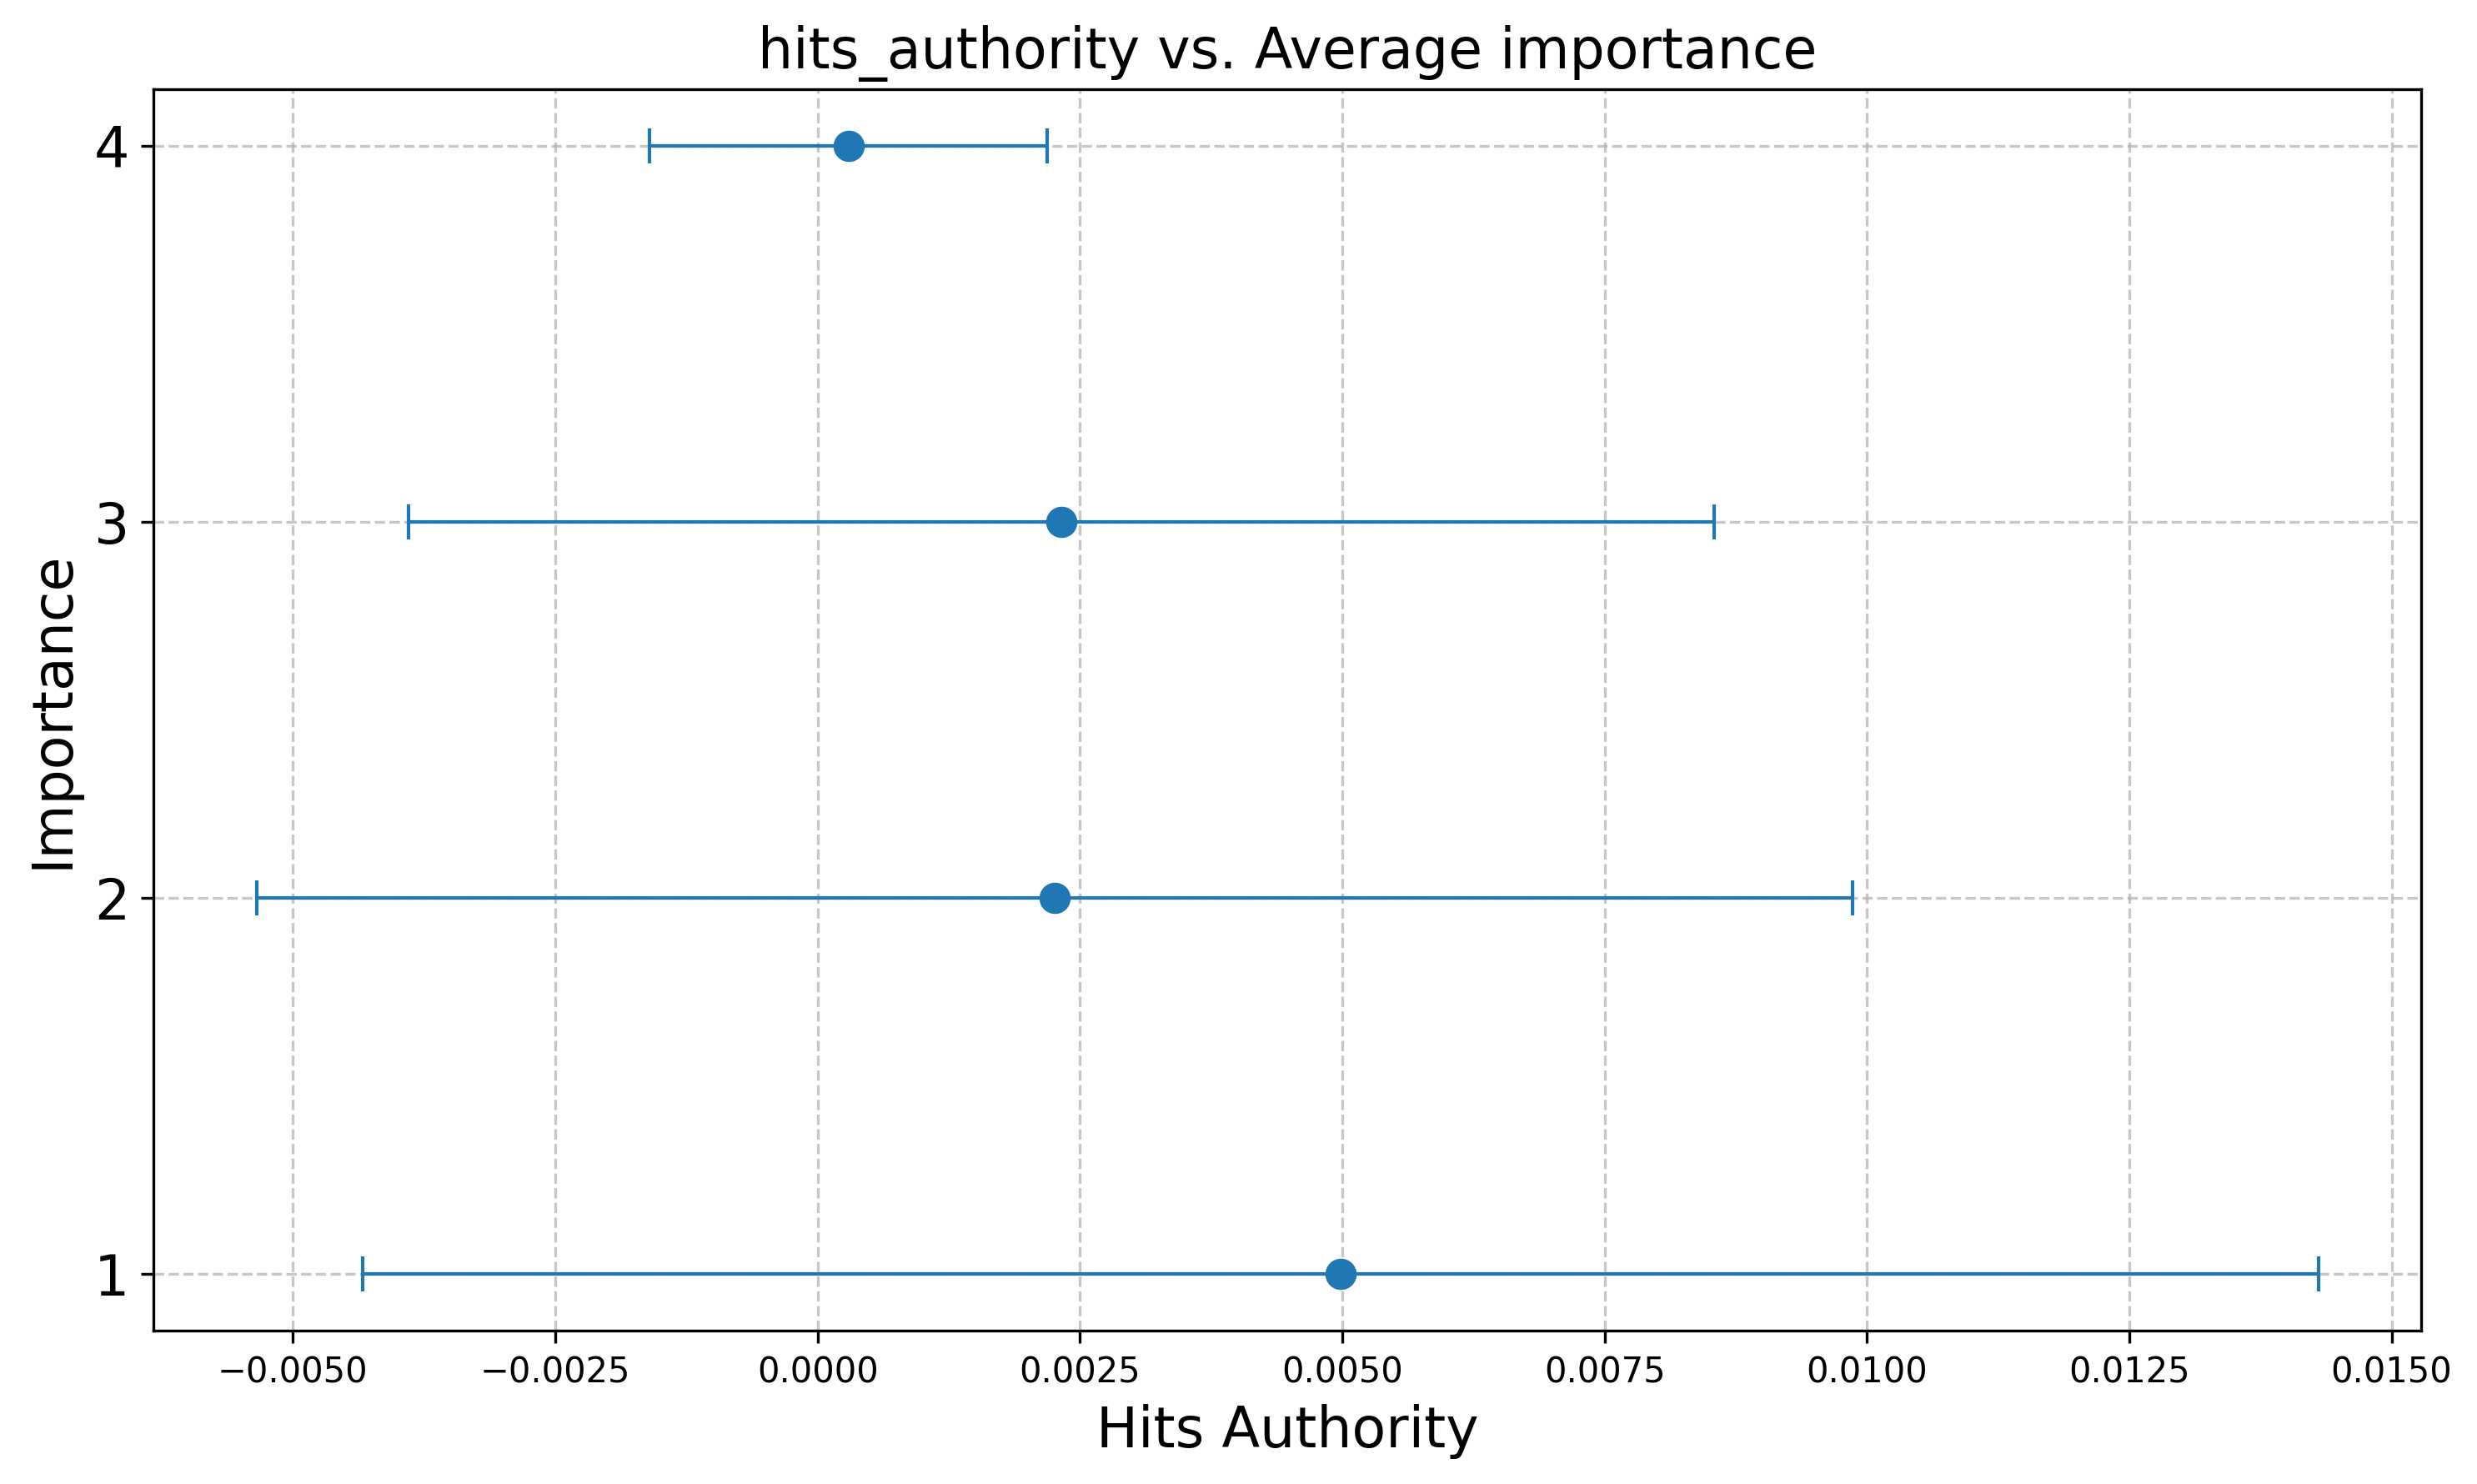 hits_authority vs. Average importance
4
3
2
1
Importance
−0.0050 −0.0025 0.0000 0.0025 0.0050 0.0075 0.0100 0.0125 0.0150
Hits Authority